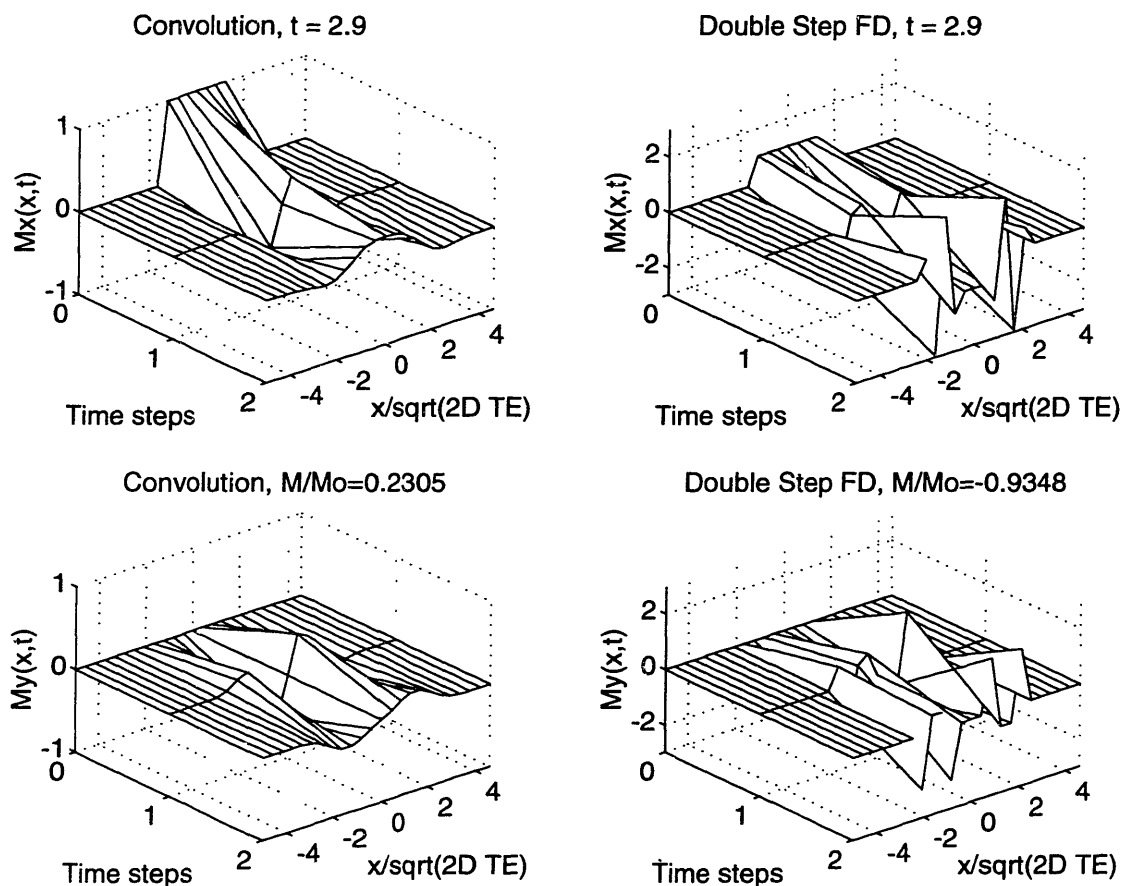 Convolution, t = 2.9
Double Step FD, t = 2.9
1
0
-1
Mx(x,t)
0
1
2
Time steps
-4
-2
0
2
4
x/sqrt(2D TE)
2
0
-2
Mx(x,t)
0
1
2
Time steps
-4
-2
0
2
4
x/sqrt(2D TE)
Convolution, M/Mo=0.2305
Double Step FD, M/Mo=-0.9348
1
0
-1
My(x,t)
0
1
2
Time steps
-4
-2
0
2
4
x/sqrt(2D TE)
2
0
-2
My(x,t)
0
1
2
Time steps
-4
-2
0
2
4
x/sqrt(2D TE)